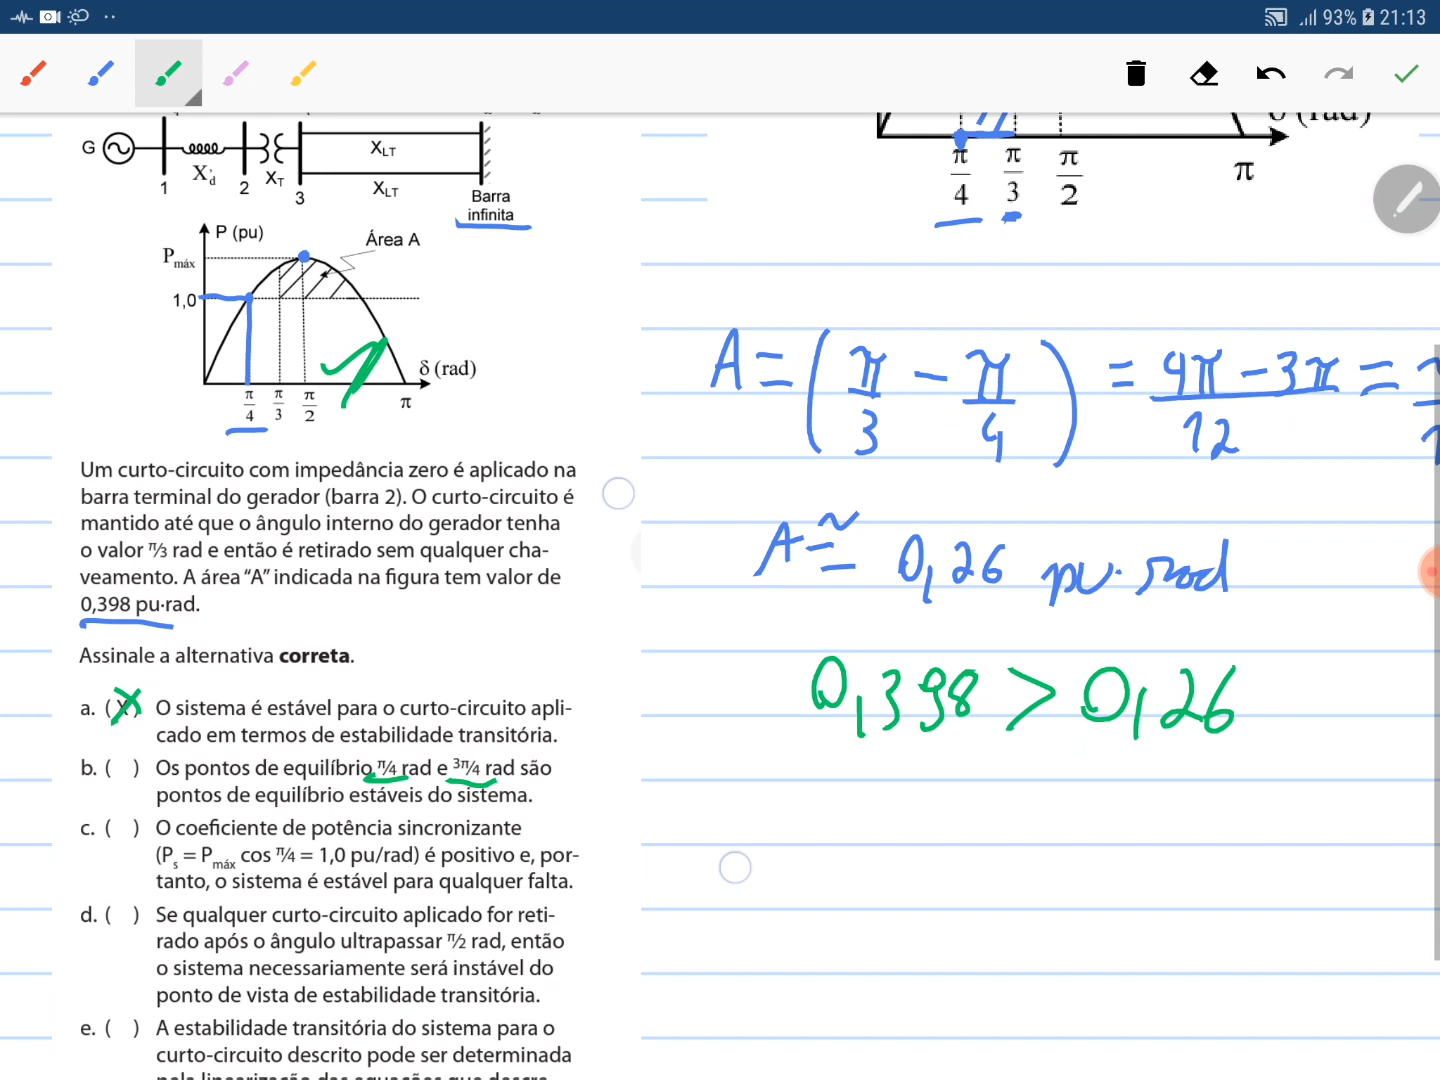 93% 21:13
G
X'd
XT
XLT
XLT
1 2 3
Barra
infinita
P (pu)
Pmáx
Área A
1,0
δ (rad)
π/4 π/3 π/2 π
Um curto-circuito com impedância zero é aplicado na
barra terminal do gerador (barra 2). O curto-circuito é
mantido até que o ângulo interno do gerador tenha
o valor π/3 rad e então é retirado sem qualquer cha-
veamento. A área “A” indicada na figura tem valor de
0,398 pu·rad.
Assinale a alternativa correta.
a. ( X ) O sistema é estável para o curto-circuito apli-
cado em termos de estabilidade transitória.
b. ( ) Os pontos de equilíbrio π/4 rad e 3π/4 rad são
pontos de equilíbrio estáveis do sistema.
c. ( ) O coeficiente de potência sincronizante
(Ps = Pmáx cos π/4 = 1,0 pu/rad) é positivo e, por-
tanto, o sistema é estável para qualquer falta.
d. ( ) Se qualquer curto-circuito aplicado for reti-
rado após o ângulo ultrapassar π/2 rad, então
o sistema necessariamente será instável do
ponto de vista de estabilidade transitória.
e. ( ) A estabilidade transitória do sistema para o
curto-circuito descrito pode ser determinada
pela linearização das equações que descre-
δ (rad)
π/4 π/3 π/2 π
A = (π/3 - π/4) = 4π - 3π/12 =
A ≅ 0,26 pu·rad
0,398 > 0,26